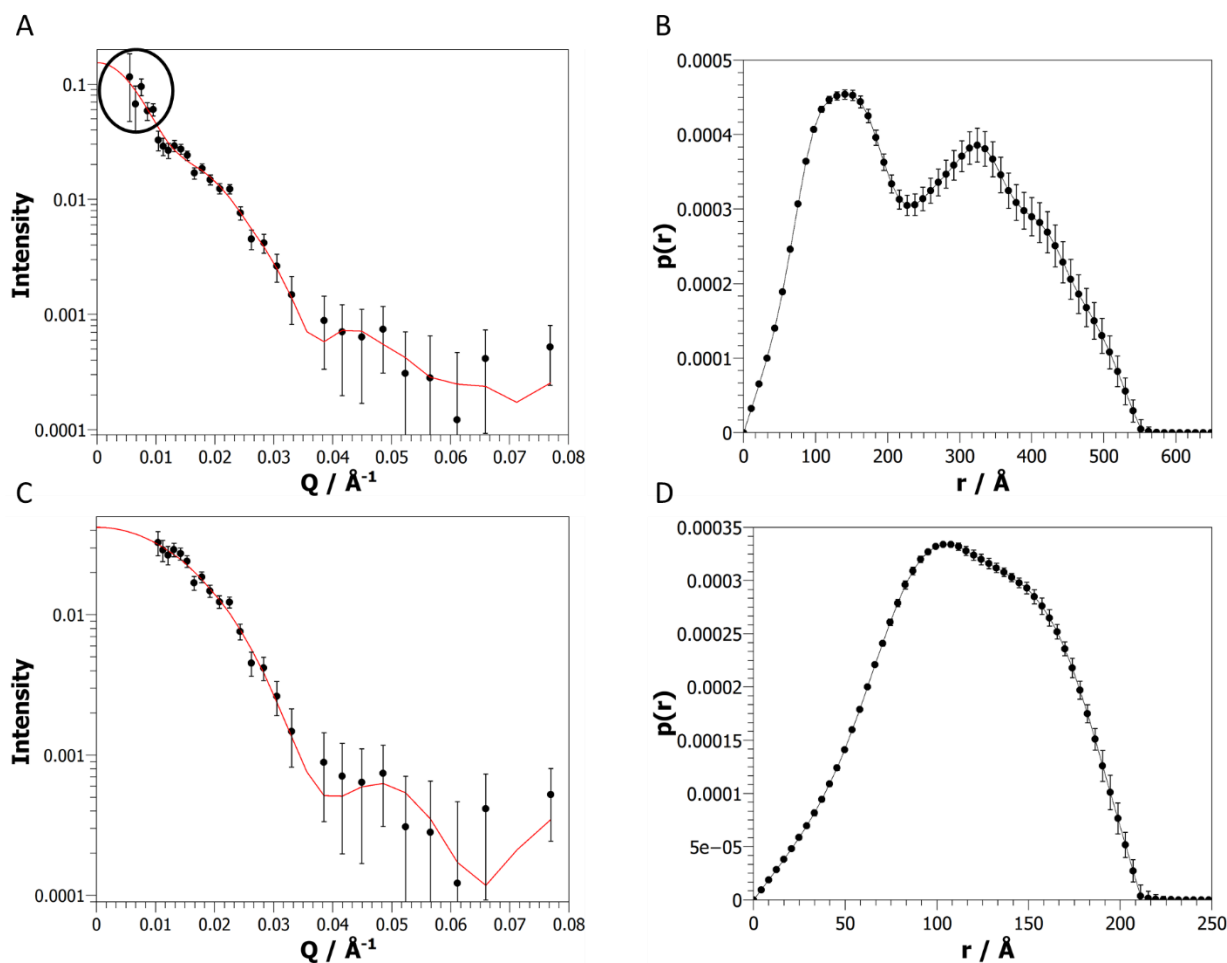 A
Intensity
0.1
0.01
0.001
0.0001
0 0.01 0.02 0.03 0.04 0.05 0.06 0.07 0.08
Q / Å-1
B
p(r)
0.0005
0.0004
0.0003
0.0002
0.0001
0
0 100 200 300 400 500 600
r / Å
C
Intensity
0.01
0.001
0.0001
0 0.01 0.02 0.03 0.04 0.05 0.06 0.07 0.08
Q / Å-1
D
p(r)
0.00035
0.0003
0.00025
0.0002
0.00015
0.0001
5e−05
0
0 50 100 150 200 250
r / Å